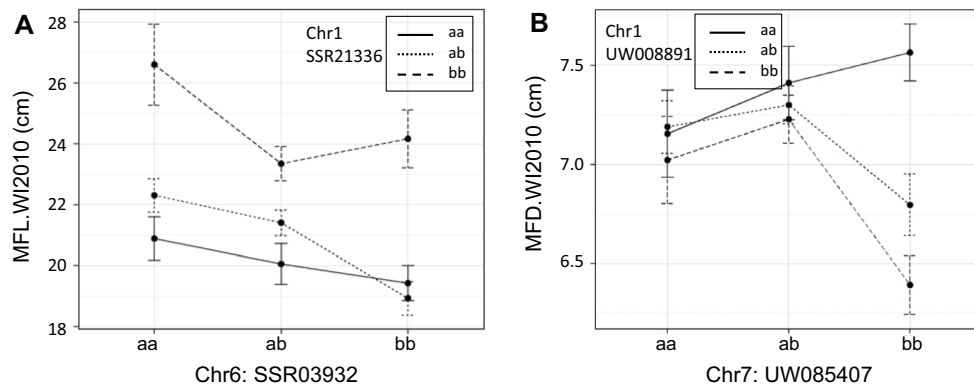 A
MFL.WI2010 (cm)
28
26
24
22
20
18
Chr1
SSR21336
aa
ab
bb
aa
ab
bb
Chr6: SSR03932
B
MFD.WI2010 (cm)
7.5
7.0
6.5
Chr1
UW008891
aa
ab
bb
aa
ab
bb
Chr7: UW085407